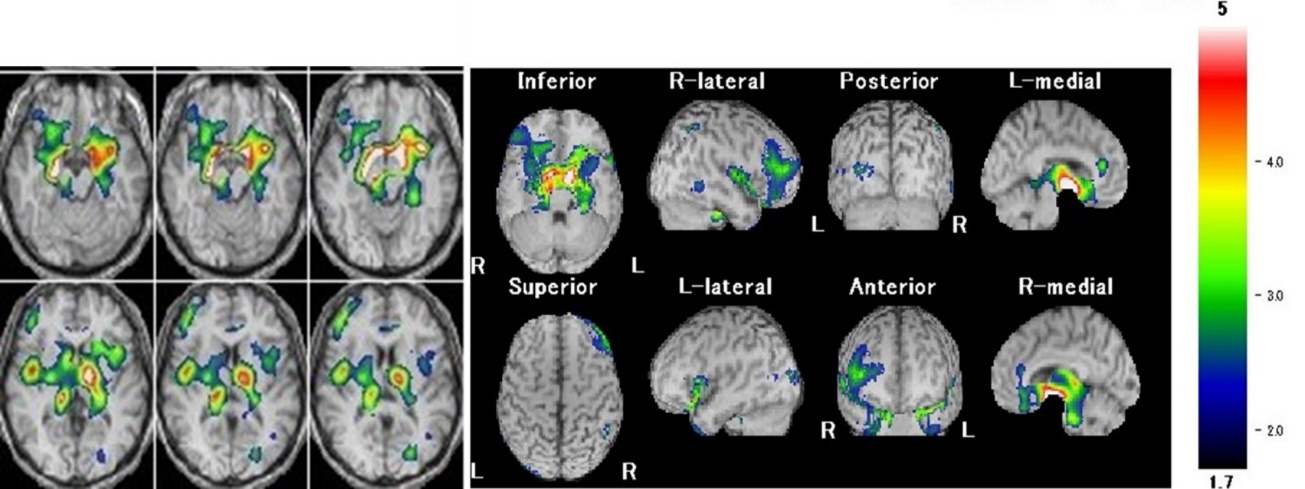 5
Inferior R-lateral Posterior L-medial
4.0
L R
R L
Superior L-lateral Anterior R-medial
3.0
2.0
R L
L R
1.7